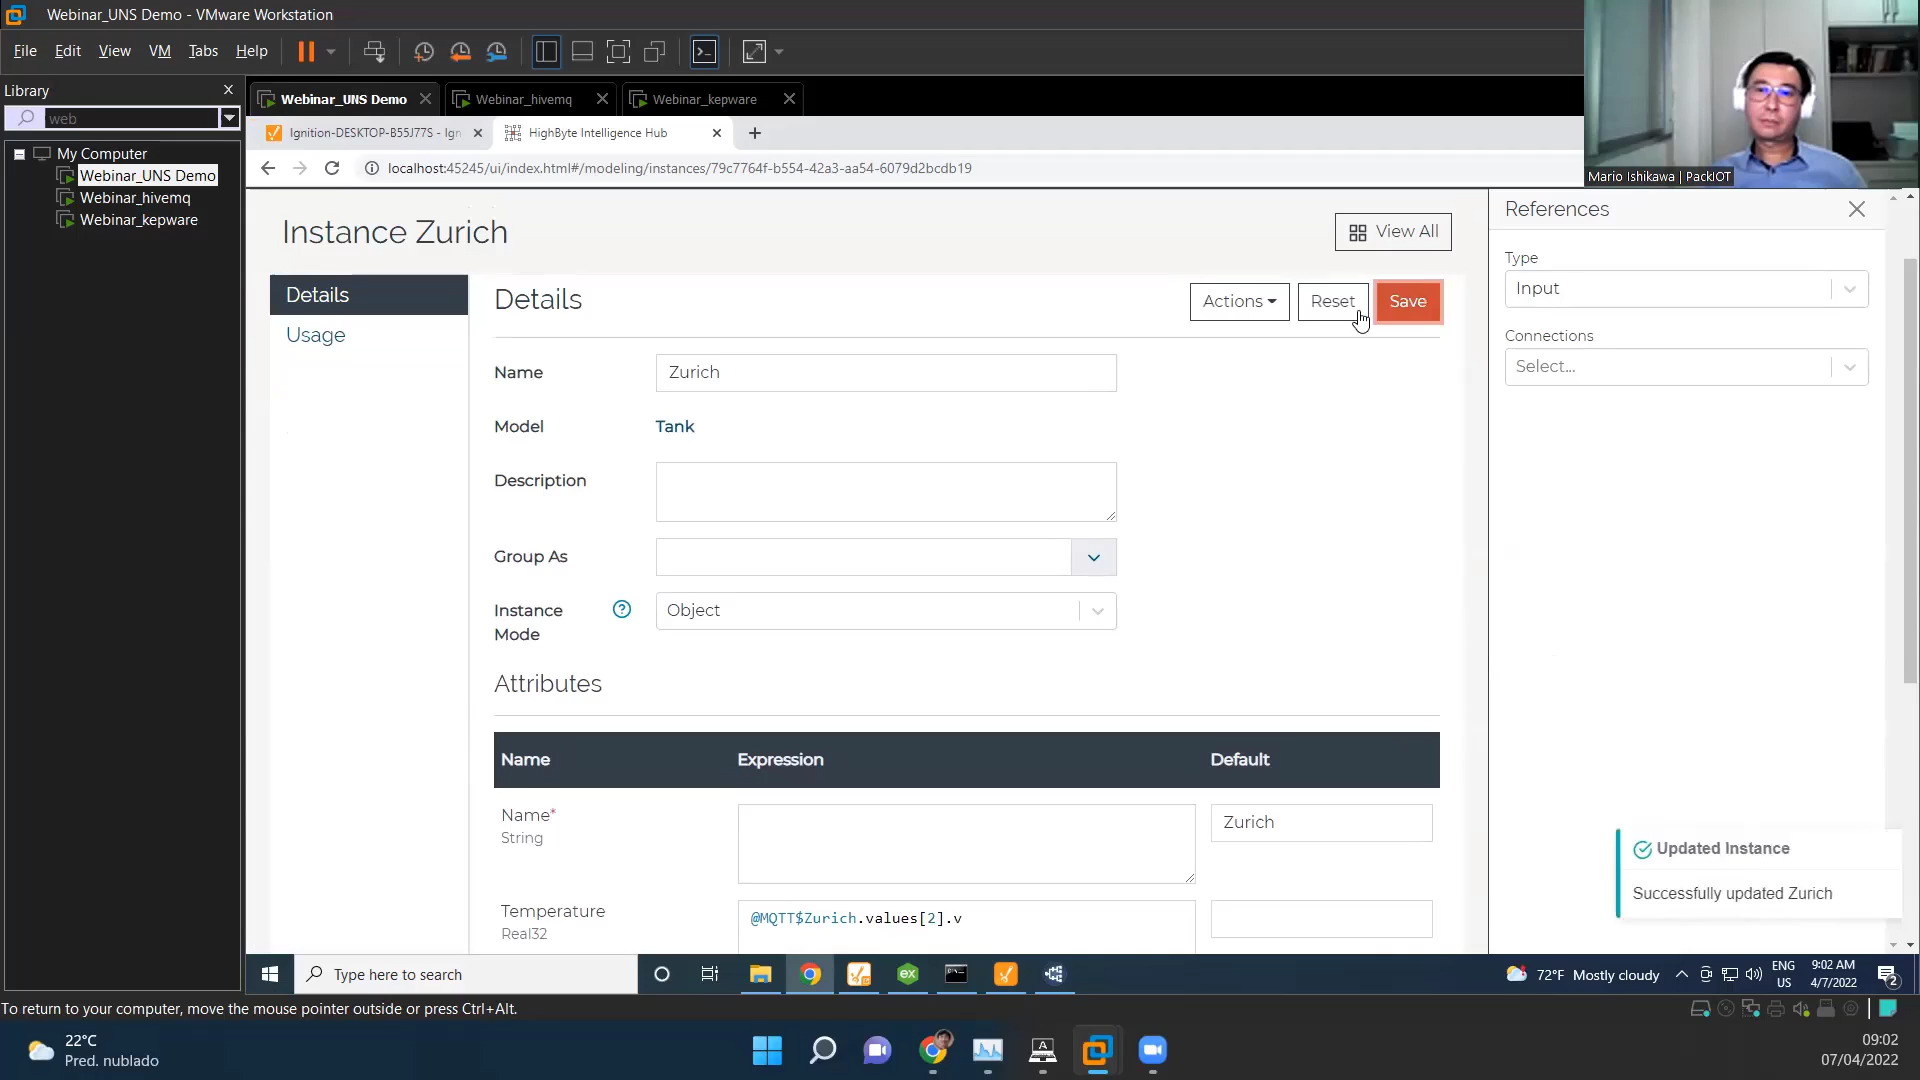 Webinar_UNS Demo - VMware Workstation
File Edit View VM Tabs Help
Library
web
My Computer
Webinar_UNS Demo
Webinar_hivemq
Webinar_kepware
Webinar_UNS Demo
Webinar_hivemq
Webinar_kepware
Ignition-DESKTOP-B55J77S - Ign
HighByte Intelligence Hub
localhost:45245/ui/index.html#/modeling/instances/79c7764f-b554-42a3-aa54-6079d2bcdb19
Mario Ishikawa | PackIOT
Instance Zurich
View All
Details
Usage
Details
Actions
Reset
Save
Name
Zurich
Model
Tank
Description
Group As
Instance
Mode
Object
Attributes
Name Expression Default
Name*
String
Zurich
Temperature
Real32
@MQTT$Zurich.values[2].v
References
Type
Input
Connections
Select...
Updated Instance
Successfully updated Zurich
Type here to search
ex
72°F Mostly cloudy
ENG
US
9:02 AM
4/7/2022
2
To return to your computer, move the mouse pointer outside or press Ctrl+Alt.
22°C
Pred. nublado
A
09:02
07/04/2022